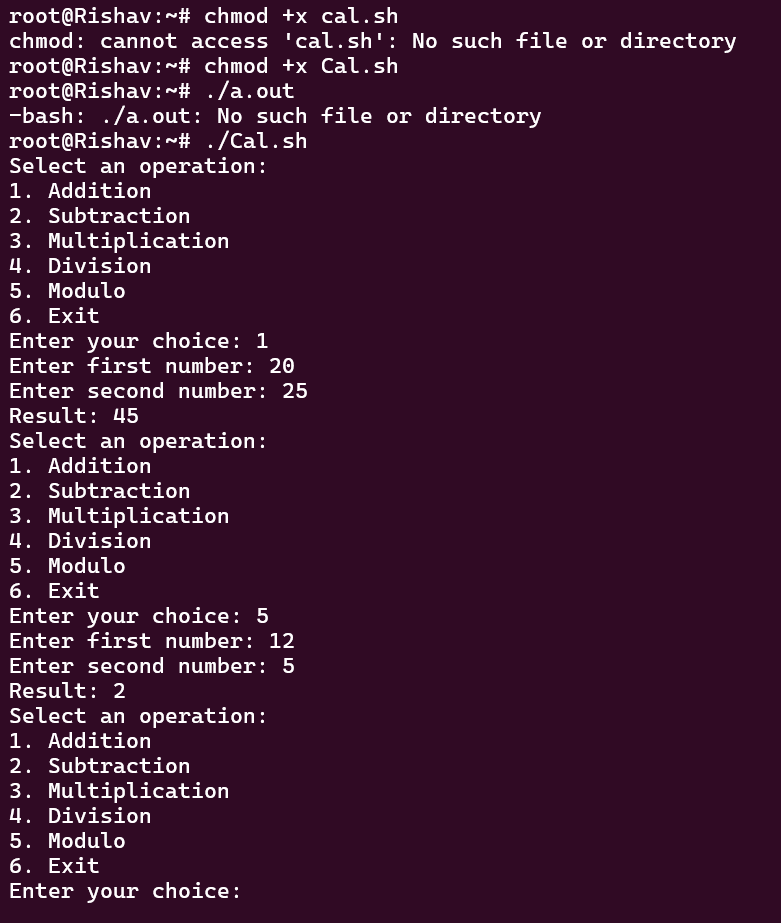 root@Rishav:~# chmod +x cal.sh
chmod: cannot access 'cal.sh': No such file or directory
root@Rishav:~# chmod +x Cal.sh
root@Rishav:~# ./a.out
-bash: ./a.out: No such file or directory
root@Rishav:~# ./Cal.sh
Select an operation:
1. Addition
2. Subtraction
3. Multiplication
4. Division
5. Modulo
6. Exit
Enter your choice: 1
Enter first number: 20
Enter second number: 25
Result: 45
Select an operation:
1. Addition
2. Subtraction
3. Multiplication
4. Division
5. Modulo
6. Exit
Enter your choice: 5
Enter first number: 12
Enter second number: 5
Result: 2
Select an operation:
1. Addition
2. Subtraction
3. Multiplication
4. Division
5. Modulo
6. Exit
Enter your choice: